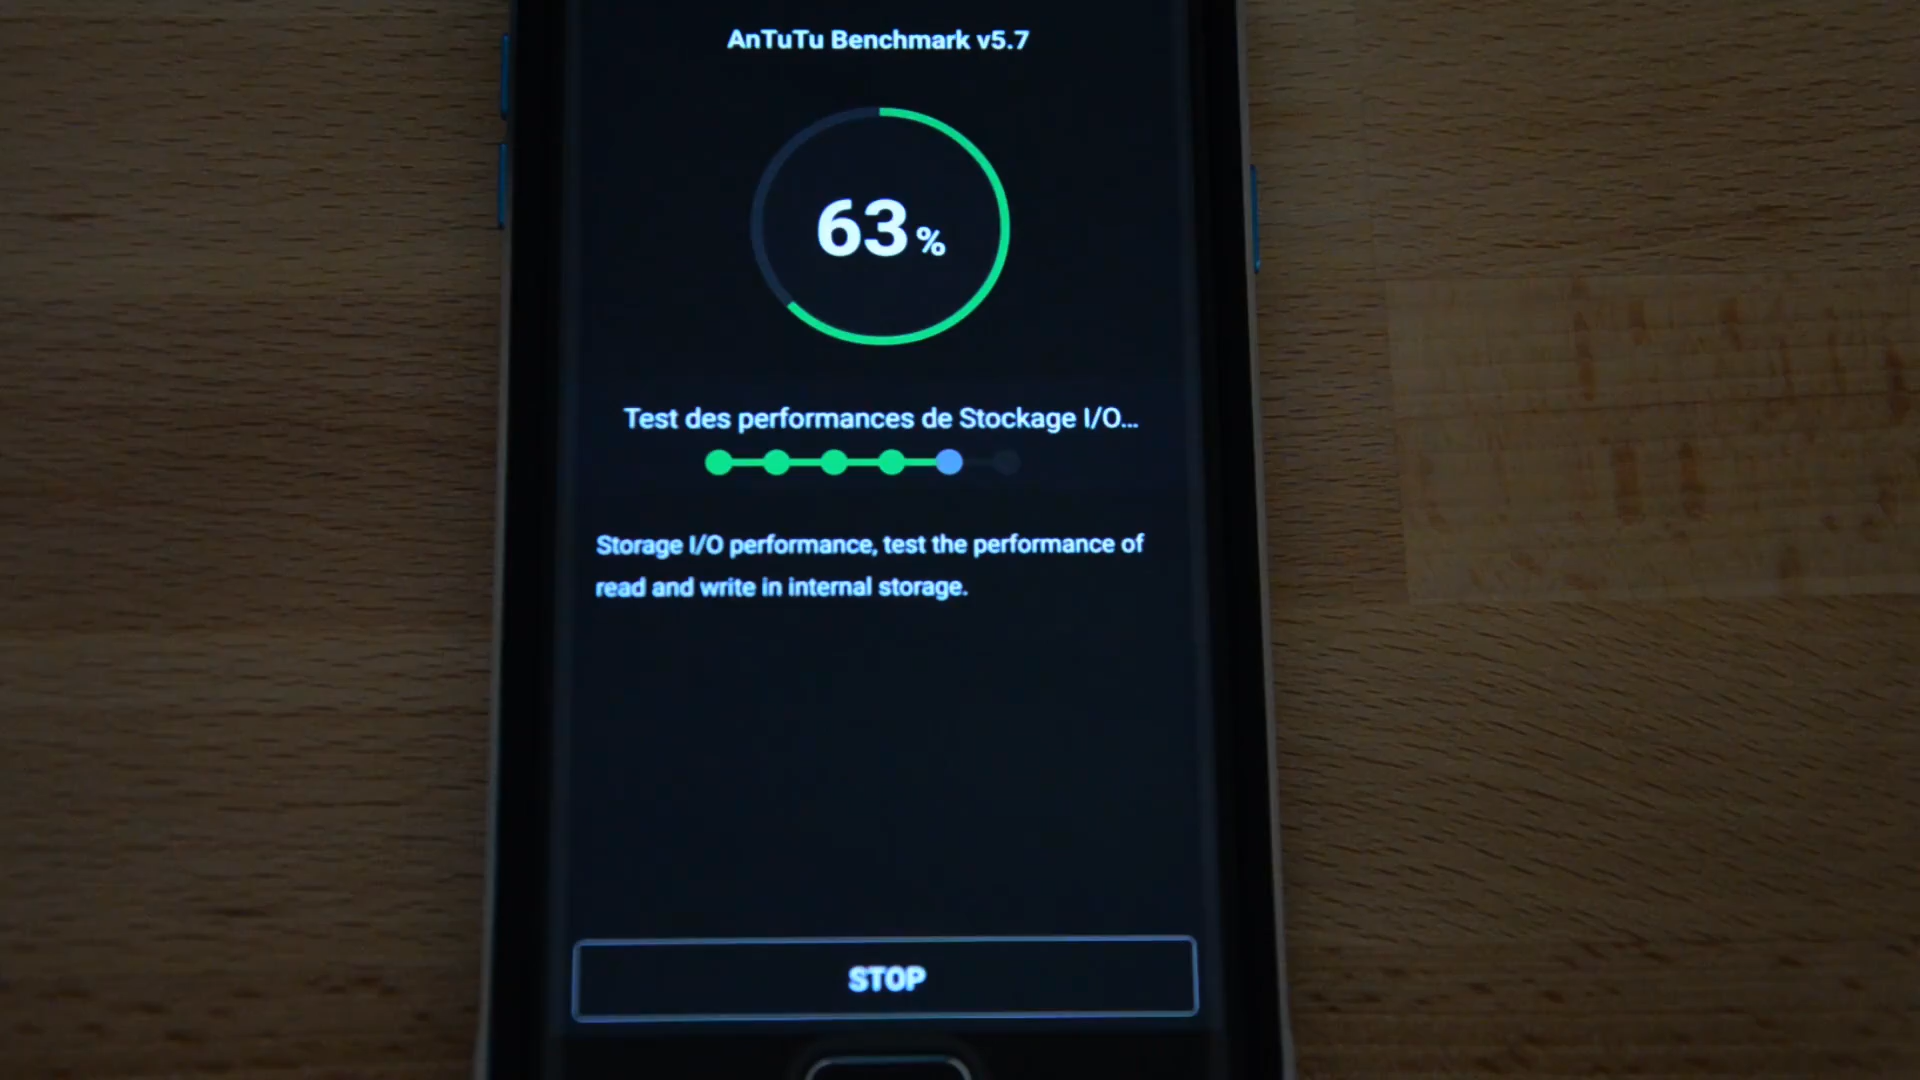 AnTuTu Benchmark v5.7
63%
Test des performances de Stockage I/O...
Storage I/O performance, test the performance of
read and write in internal storage.
STOP